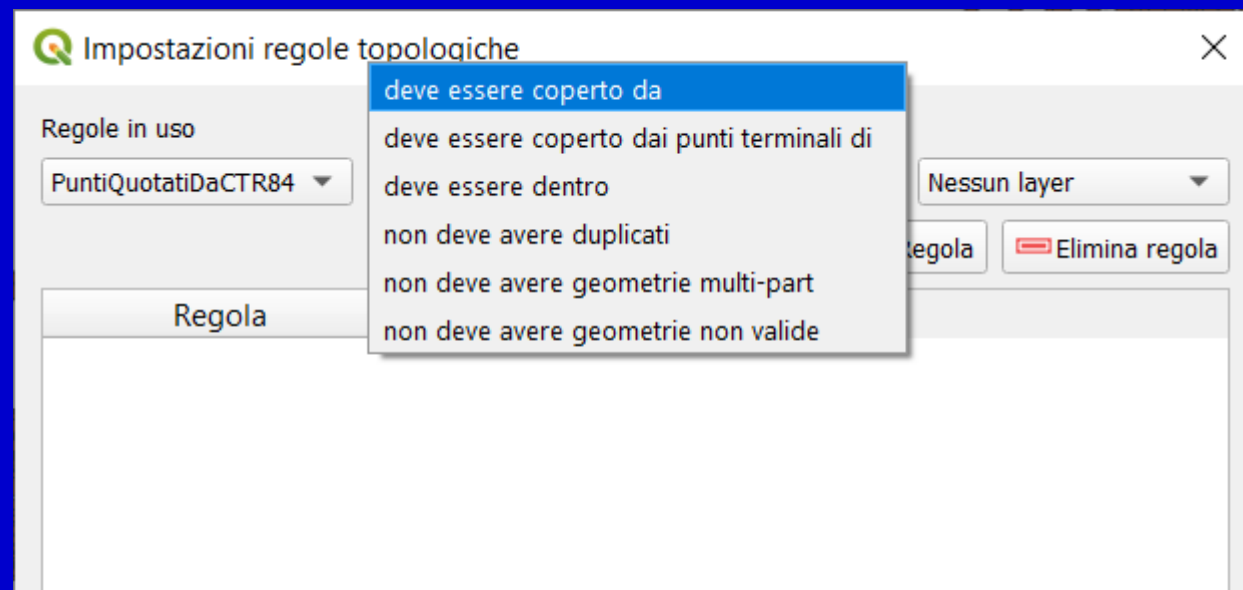 Impostazioni regole topologiche
deve essere coperto da
Regole in uso
deve essere coperto dai punti terminali di
PuntiQuotatiDaCTR84
deve essere dentro
Nessun layer
non deve avere duplicati
Elimina regola
non deve avere geometrie multi-part
Regola
non deve avere geometrie non valide